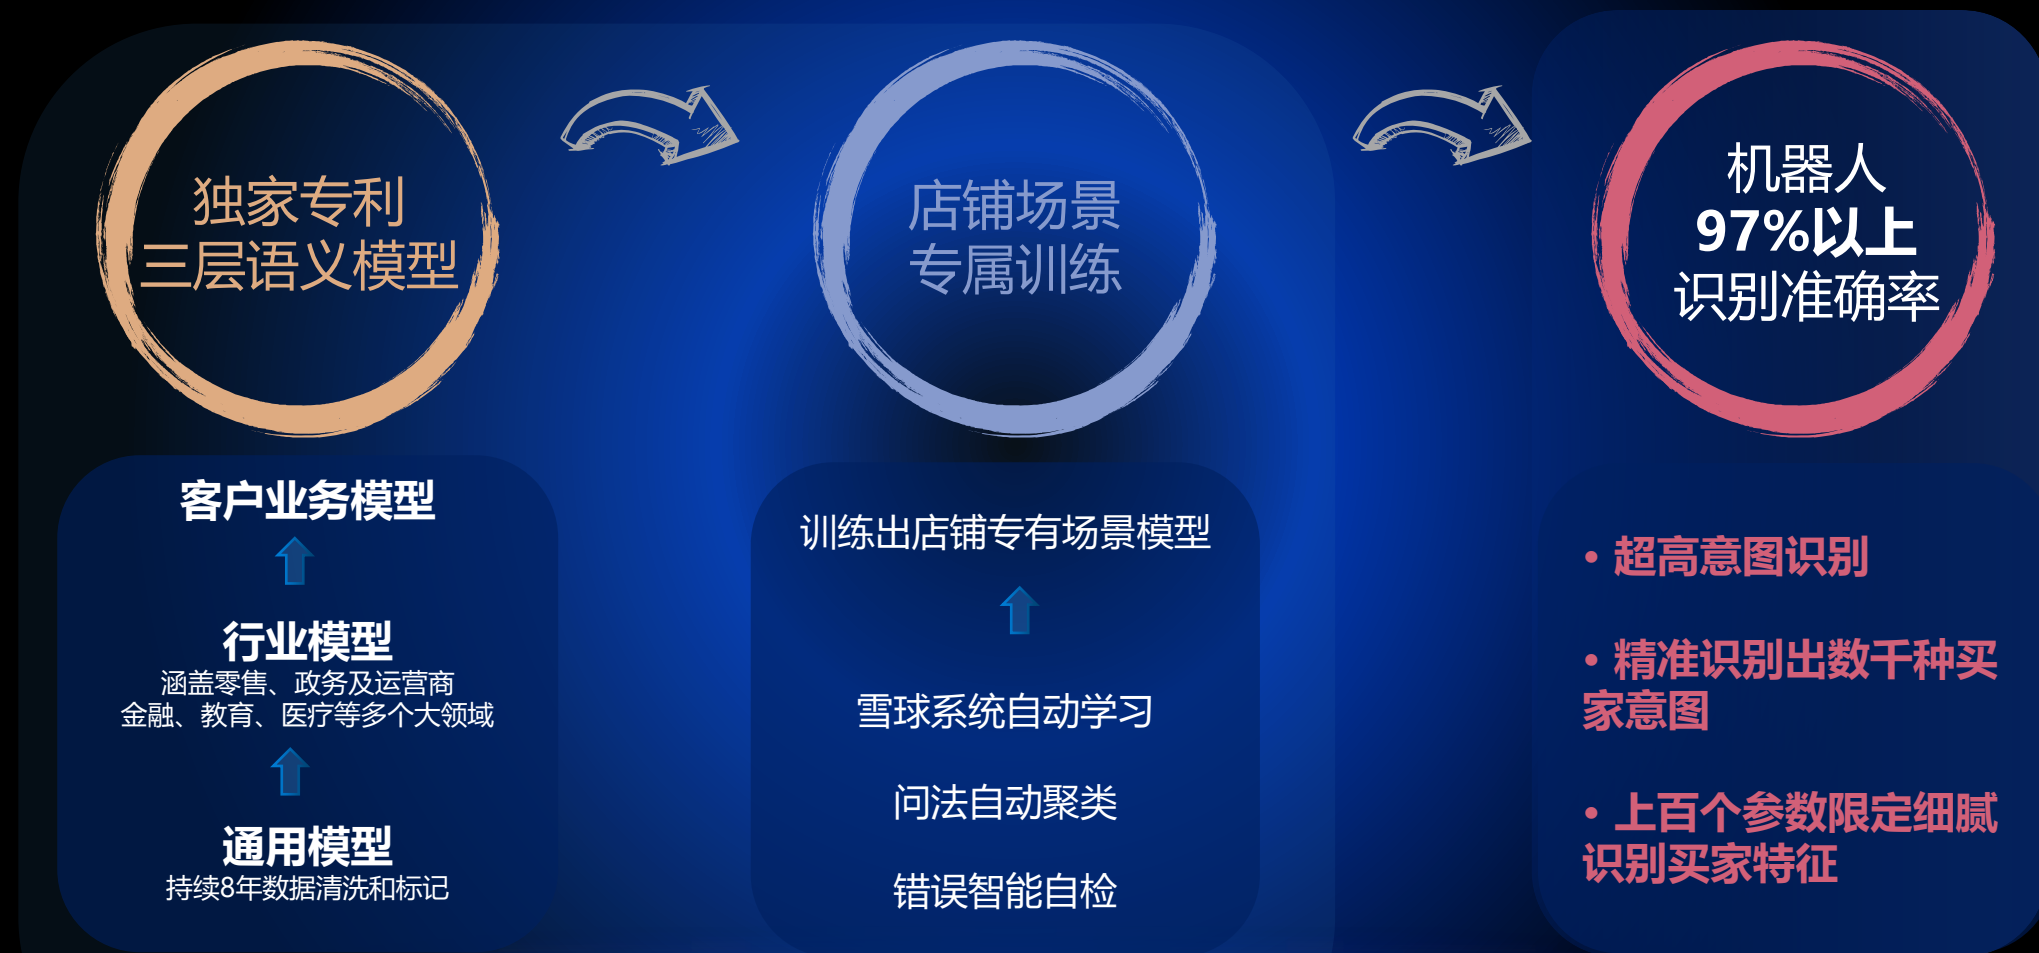 独家专利
三层语义模型
客户业务模型
行业模型
涵盖零售、政务及运营商
金融、教育、医疗等多个大领域
通用模型
持续8年数据清洗和标记
店铺场景
专属训练
训练出店铺专有场景模型
雪球系统自动学习
问法自动聚类
错误智能自检
机器人
97%以上
识别准确率
• 超高意图识别
• 精准识别出数千种买
家意图
• 上百个参数限定细腻
识别买家特征